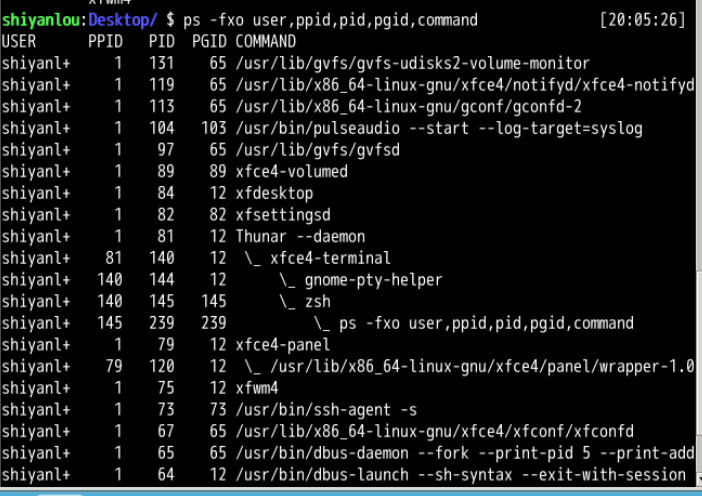 shiyanlou:Desktop/ $ ps -fxo user,ppid,pid,pgid,command [20:05:26]
USER PPID PID PGID COMMAND
shiyanl+ 1 131 65 /usr/lib/gvfs/gvfs-udisks2-volume-monitor
shiyanl+ 1 119 65 /usr/lib/x86_64-linux-gnu/xfce4/notifyd/xfce4-notifyd
shiyanl+ 1 113 65 /usr/lib/x86_64-linux-gnu/gconf/gconfd-2
shiyanl+ 1 104 103 /usr/bin/pulseaudio --start --log-target=syslog
shiyanl+ 1 97 65 /usr/lib/gvfs/gvfsd
shiyanl+ 1 89 89 xfce4-volumed
shiyanl+ 1 84 12 xfdesktop
shiyanl+ 1 82 82 xfsettingsd
shiyanl+ 1 81 12 Thunar --daemon
shiyanl+ 81 140 12 \_ xfce4-terminal
shiyanl+ 140 144 12 \_ gnome-pty-helper
shiyanl+ 140 145 145 \_ zsh
shiyanl+ 145 239 239 \_ ps -fxo user,ppid,pid,pgid,command
shiyanl+ 1 79 12 xfce4-panel
shiyanl+ 79 120 12 \_ /usr/lib/x86_64-linux-gnu/xfce4/panel/wrapper-1.0
shiyanl+ 1 75 12 xfwm4
shiyanl+ 1 73 73 /usr/bin/ssh-agent -s
shiyanl+ 1 67 65 /usr/lib/x86_64-linux-gnu/xfce4/xfconf/xfconfd
shiyanl+ 1 65 65 /usr/bin/dbus-daemon --fork --print-pid 5 --print-add
shiyanl+ 1 64 12 /usr/bin/dbus-launch --sh-syntax --exit-with-session